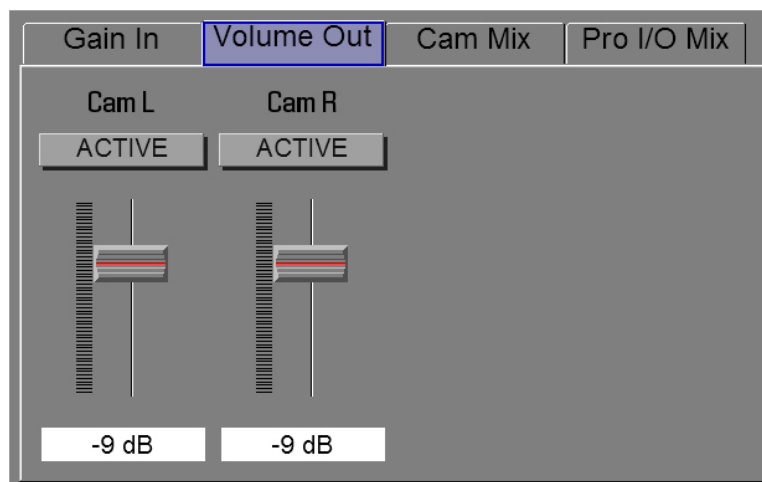 Gain In Volume Out Cam Mix Pro I/O Mix
Cam L Cam R
ACTIVE ACTIVE
-9 dB -9 dB